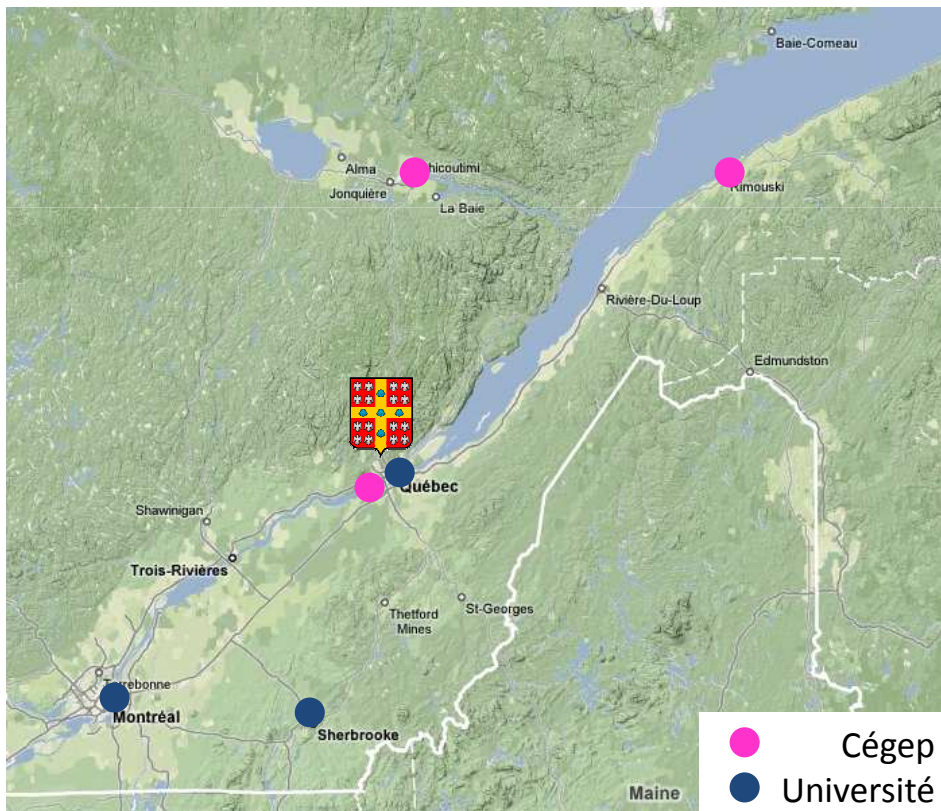 Baie-Comeau
Alma
hicoutimi
Jonquière
La Baie
Rimouski
Rivière-Du-Loup
Edmundston
Québec
Shawinigan
Trois-Rivières
Thetford
Mines
St-Georges
Terrebonne
Montréal
Sherbrooke
Maine
Cégep
Université